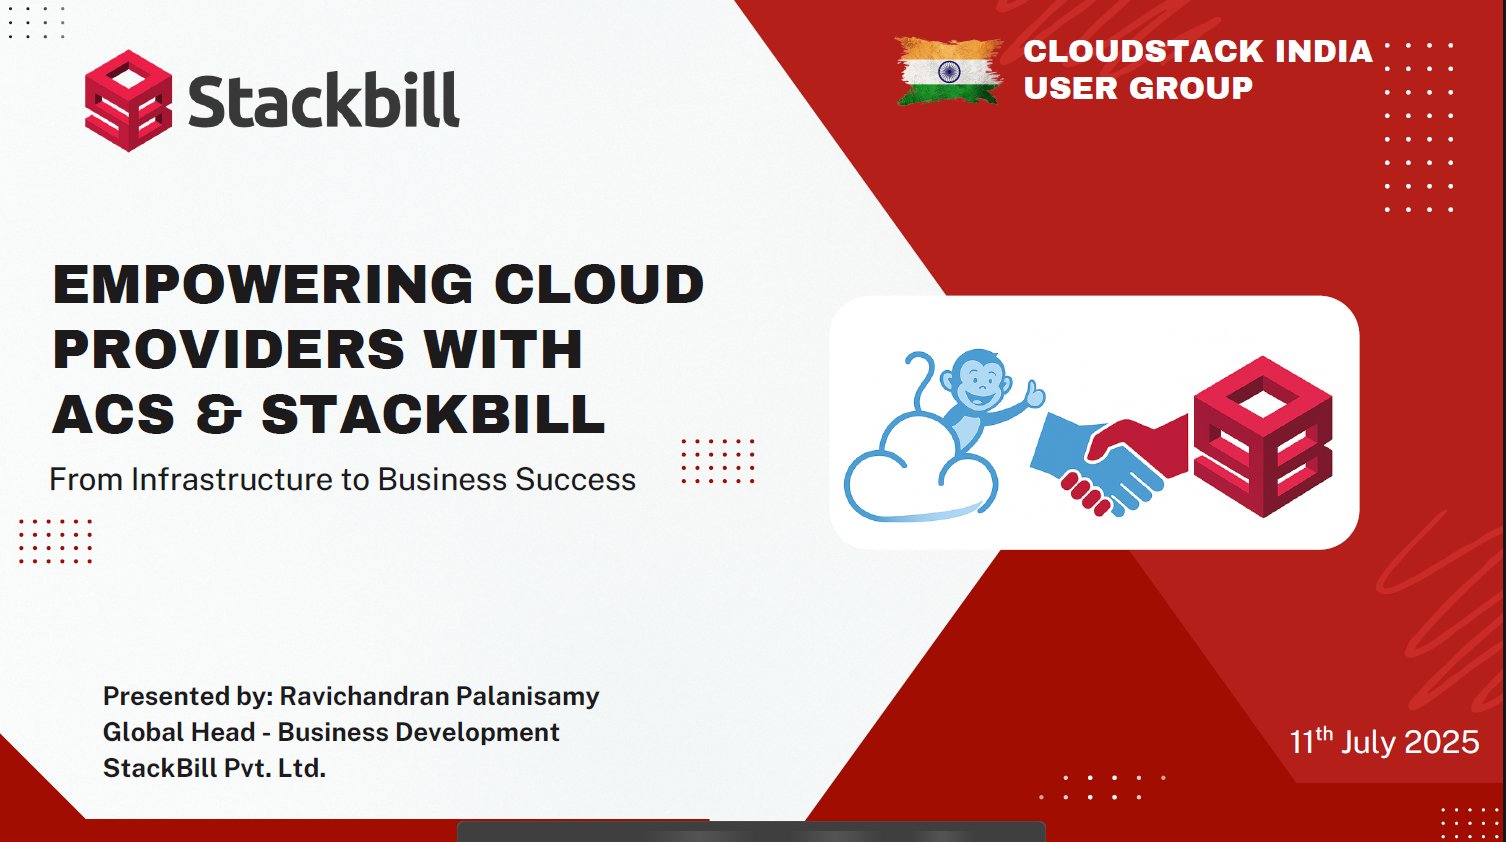 Stackbill
CLOUDSTACK INDIA
USER GROUP
EMPOWERING CLOUD
PROVIDERS WITH
ACS & STACKBILL
From Infrastructure to Business Success
Presented by: Ravichandran Palanisamy
Global Head - Business Development
StackBill Pvt. Ltd.
11th July 2025